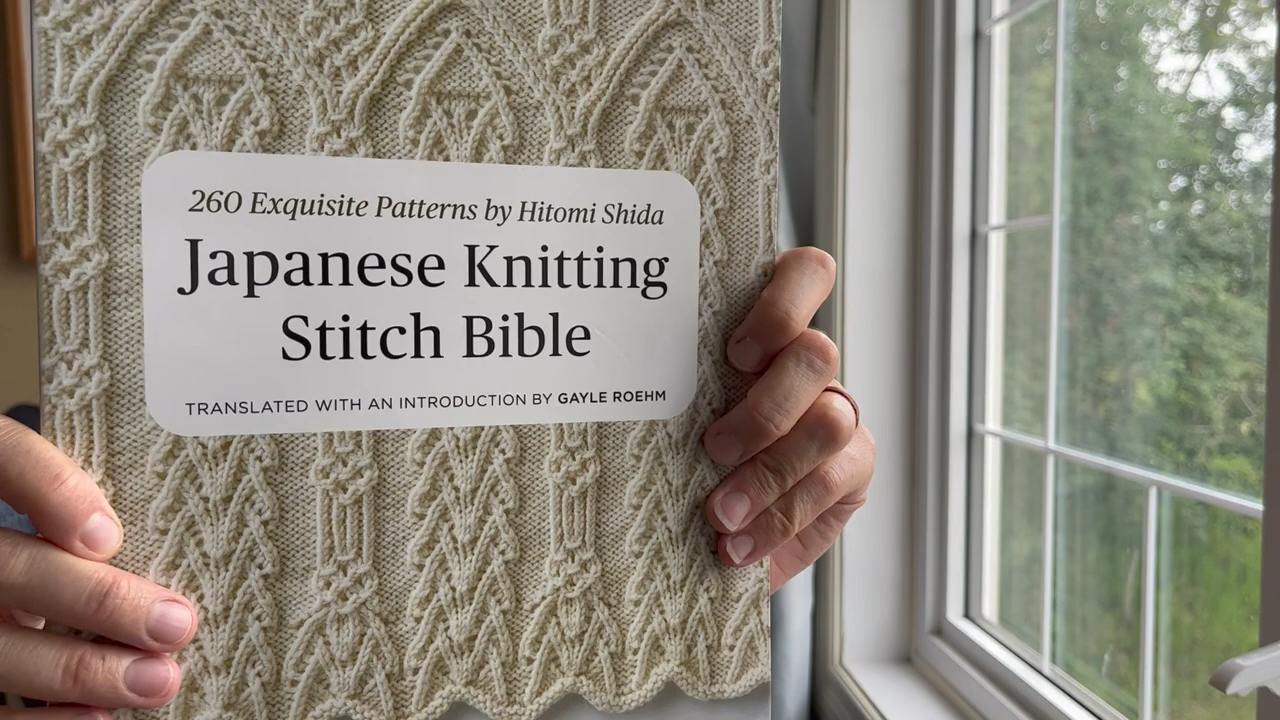 260 Exquisite Patterns by Hitomi Shida
Japanese Knitting
Stitch Bible
TRANSLATED WITH AN INTRODUCTION BY GAYLE ROEHM